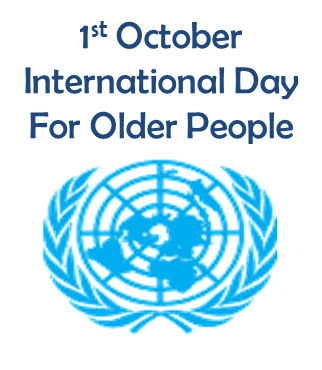 1st October
International Day
For Older People